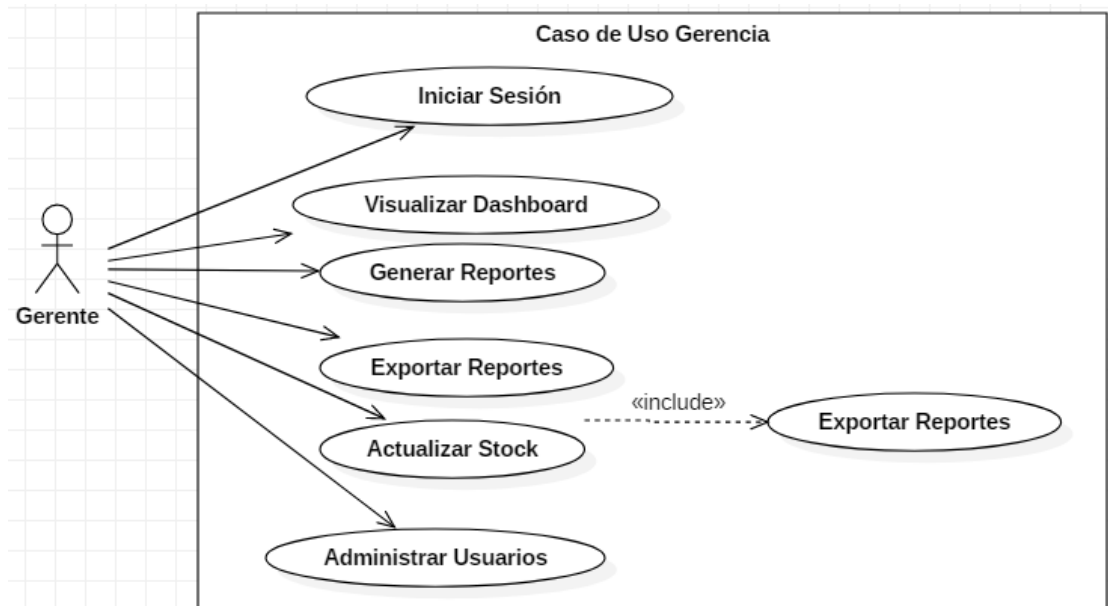 Caso de Uso Gerencia
Iniciar Sesión
Visualizar Dashboard
Generar Reportes
Gerente
Exportar Reportes
«include»
Exportar Reportes
Actualizar Stock
Administrar Usuarios